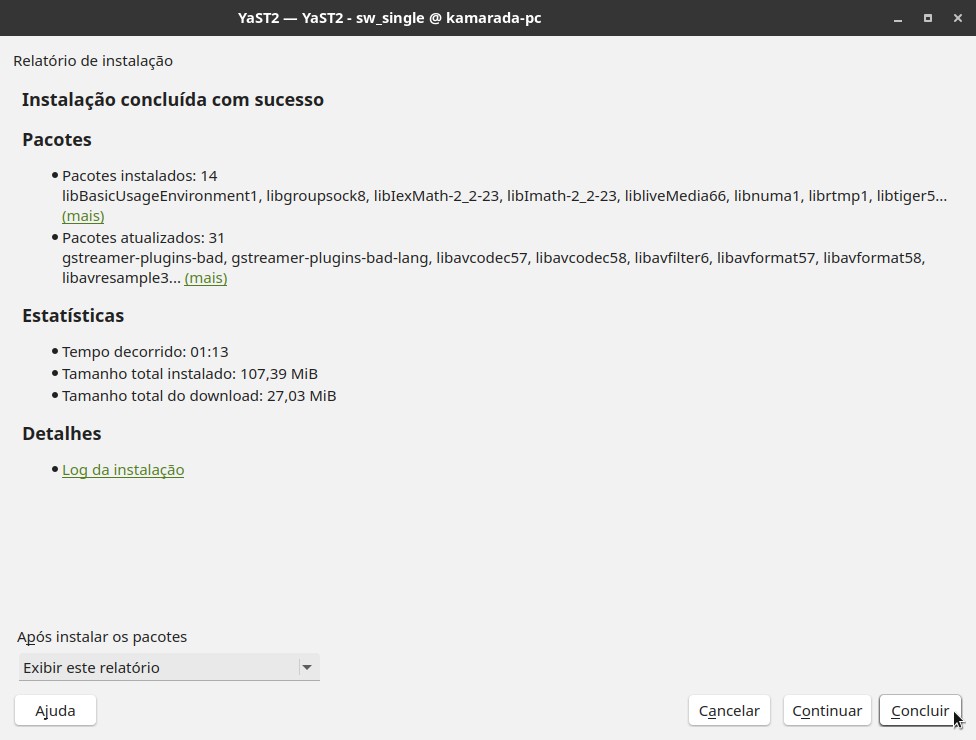 YaST2 — YaST2 - sw_single @ kamarada-pc
Relatório de instalação
Instalação concluída com sucesso
Pacotes
Pacotes instalados: 14
libBasicUsageEnvironment1, libgroupsock8, libIexMath-2_2-23, libImath-2_2-23, libliveMedia66, libnuma1, librtmp1, libtiger5...
(mais)
Pacotes atualizados: 31
gstreamer-plugins-bad, gstreamer-plugins-bad-lang, libavcodec57, libavcodec58, libavfilter6, libavformat57, libavformat58,
libavresample3... (mais)
Estatísticas
Tempo decorrido: 01:13
Tamanho total instalado: 107,39 MiB
Tamanho total do download: 27,03 MiB
Detalhes
Log da instalação
Após instalar os pacotes
Exibir este relatório
Ajuda
Cancelar
Continuar
Concluir